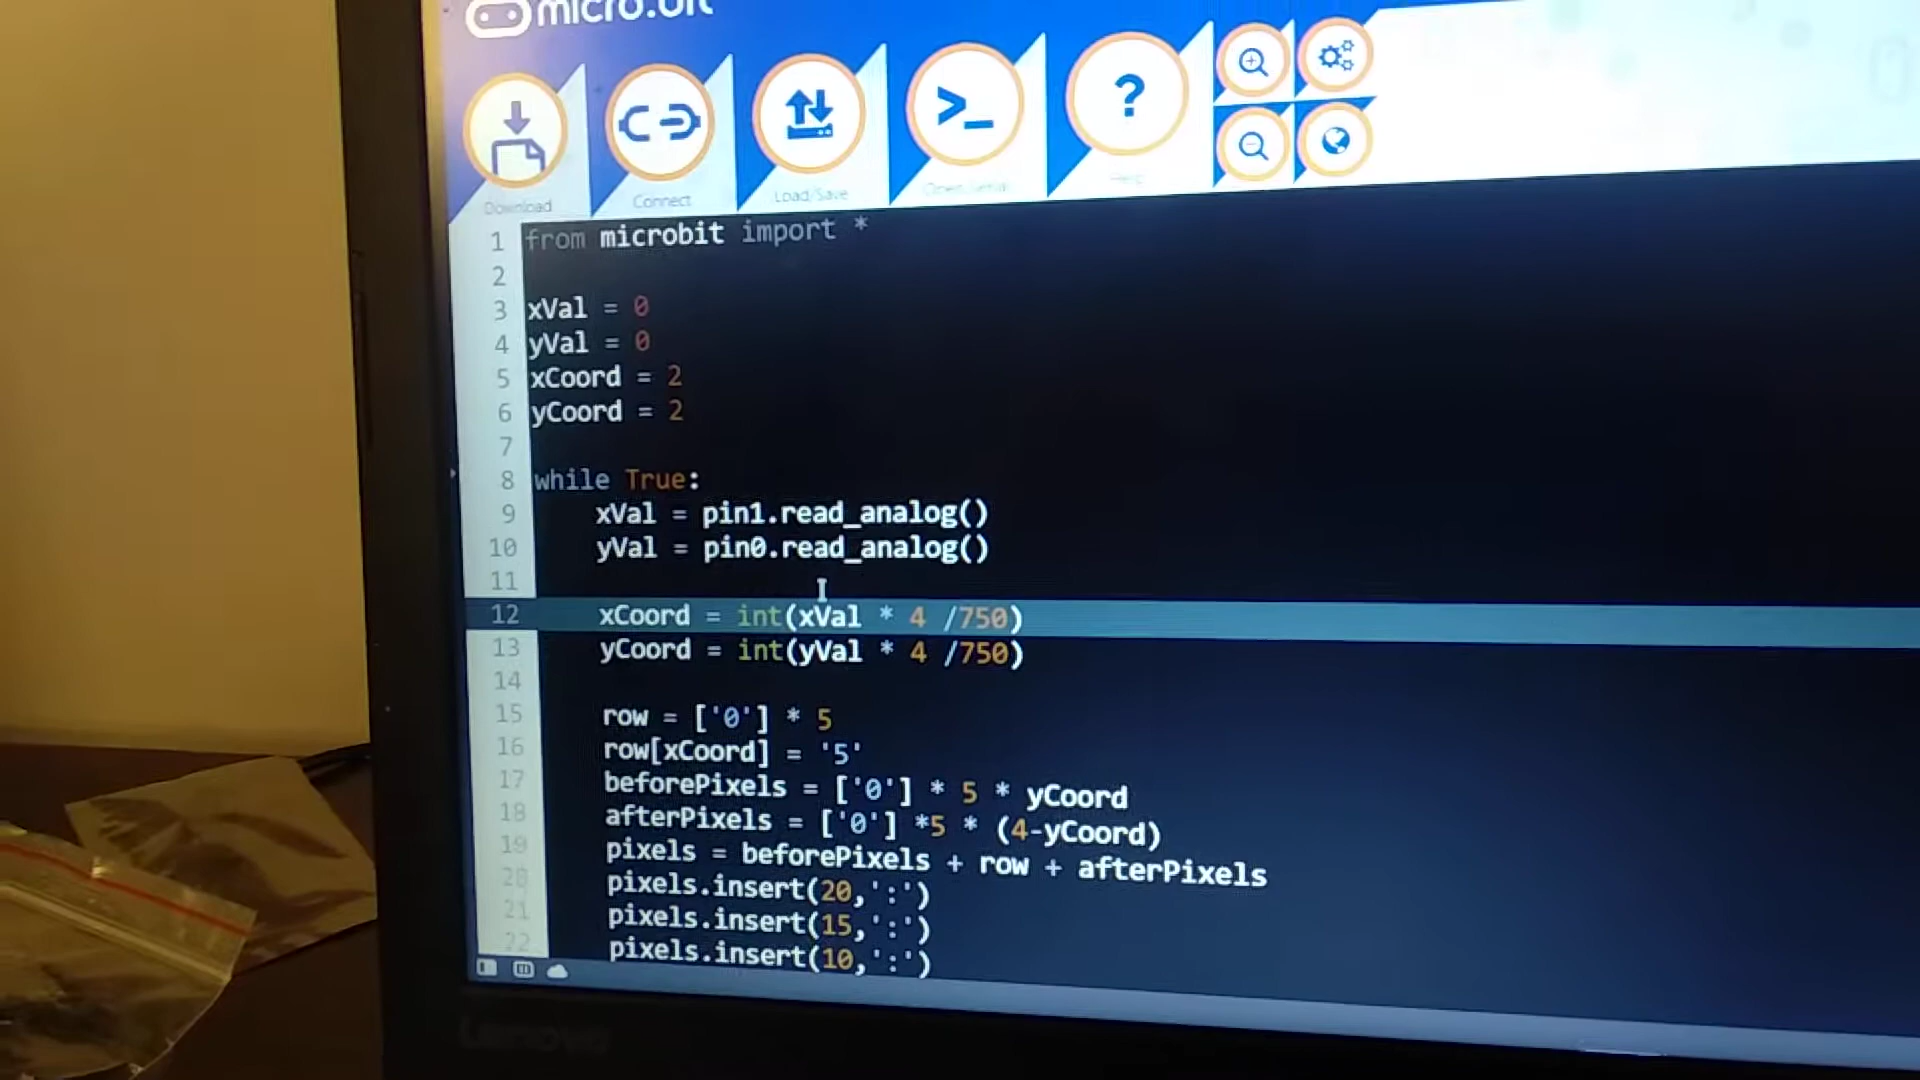 micro:bit
Download
Connect
Load/Save
Open Serial
Help
1 from microbit import *
2
3 xVal = 0
4 yVal = 0
5 xCoord = 2
6 yCoord = 2
7
8 while True:
9 xVal = pin1.read_analog()
10 yVal = pin0.read_analog()
11
12 xCoord = int(xVal * 4 /750)
13 yCoord = int(yVal * 4 /750)
14
15 row = ['0'] * 5
16 row[xCoord] = '5'
17 beforePixels = ['0'] * 5 * yCoord
18 afterPixels = ['0'] *5 * (4-yCoord)
19 pixels = beforePixels + row + afterPixels
20 pixels.insert(20,':')
21 pixels.insert(15,':')
22 pixels.insert(10,':')
Lenovo